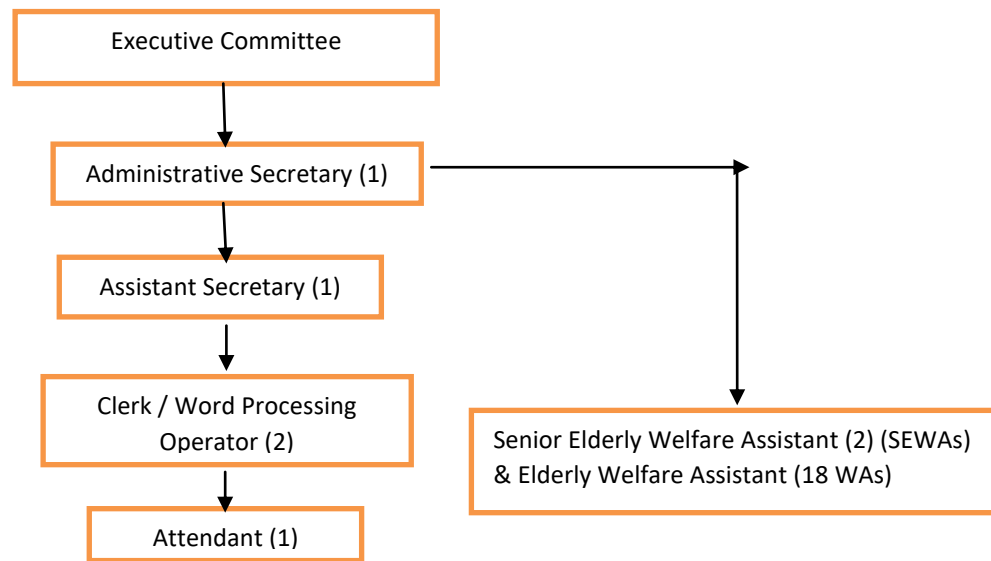 Executive Committee
Administrative Secretary (1)
Assistant Secretary (1)
Clerk / Word Processing
Operator (2)
Senior Elderly Welfare Assistant (2) (SEWAs)
& Elderly Welfare Assistant (18 WAs)
Attendant (1)